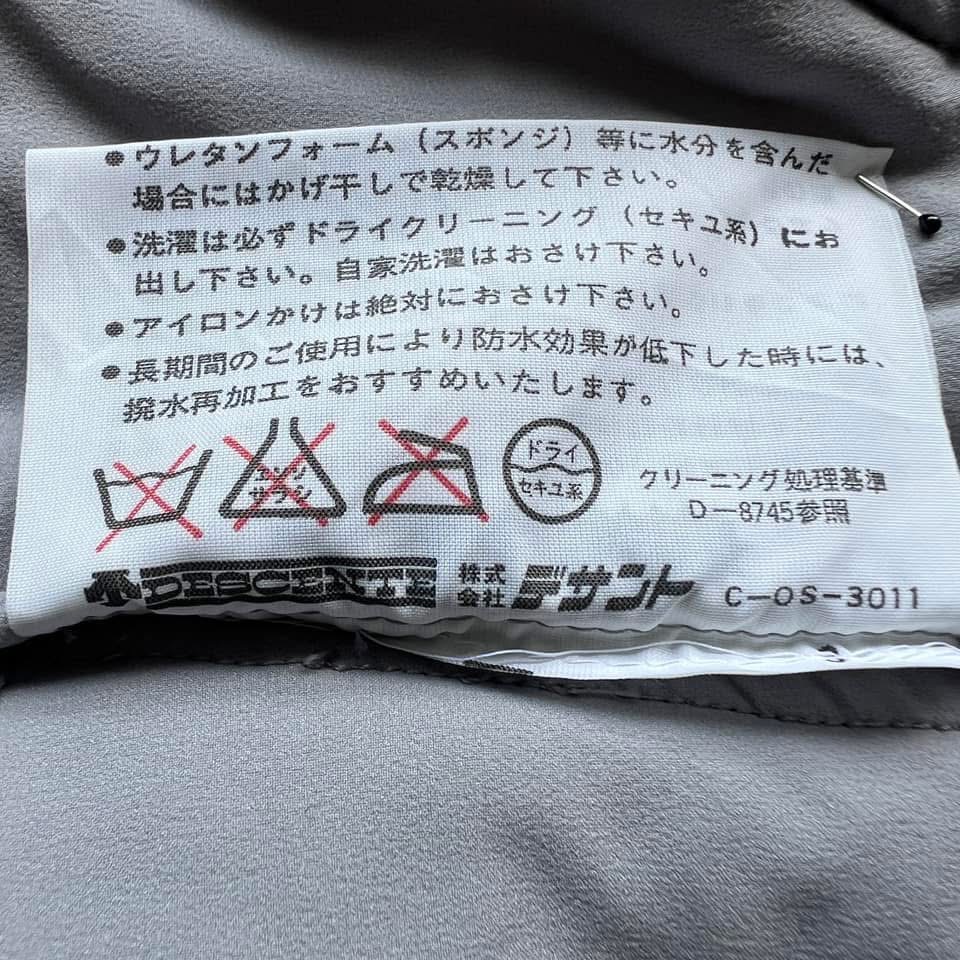 ●ウレタンフォーム(スポンジ)等に水分を含んだ
場合にはかげ干しで乾燥して下さい。
●洗濯は必ずドライクリーニング(セキユ系)にお
出し下さい。自家洗濯はおさけ下さい。
●アイロンかけは絶対におさけ下さい。
●長期間のご使用により防水効果が低下した時には、
撥水再加工をおすすめいたします。
エンソ
サラシ
ドライ
セキユ系
クリーニング処理基準
D-8745参照
DESCENTE 株式会社 デサント C-OS-3011